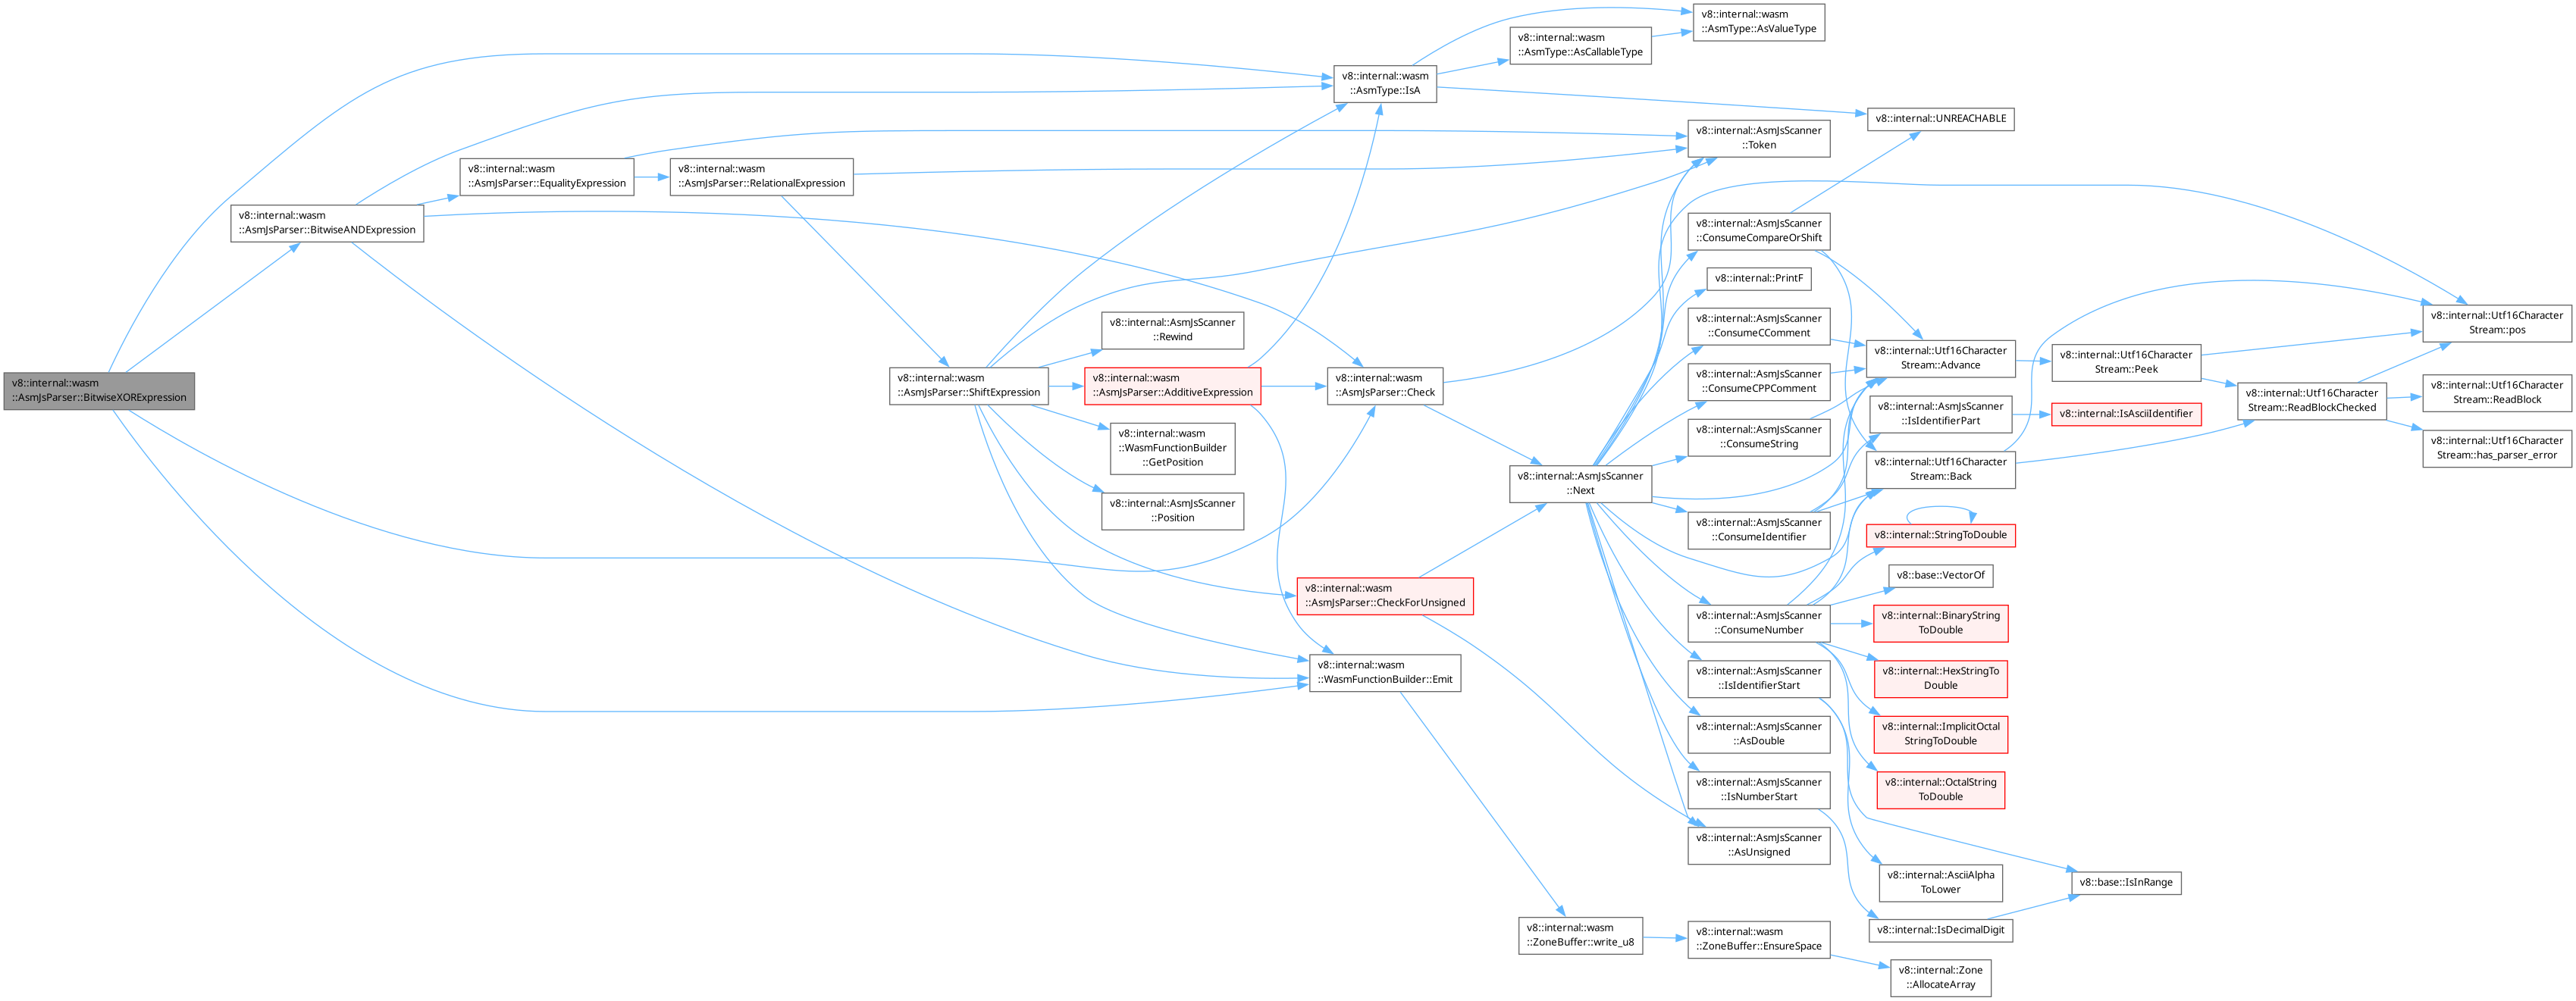 v8::internal::wasm
::AsmJsParser::BitwiseXORExpression
v8::internal::wasm
::AsmJsParser::BitwiseANDExpression
v8::internal::wasm
::AsmJsParser::EqualityExpression
v8::internal::wasm
::AsmJsParser::RelationalExpression
v8::internal::wasm
::AsmJsParser::ShiftExpression
v8::internal::AsmJsScanner
::Rewind
v8::internal::wasm
::AsmJsParser::AdditiveExpression
v8::internal::wasm
::WasmFunctionBuilder
::GetPosition
v8::internal::AsmJsScanner
::Position
v8::internal::wasm
::AsmType::IsA
v8::internal::wasm
::AsmJsParser::Check
v8::internal::wasm
::AsmJsParser::CheckForUnsigned
v8::internal::wasm
::WasmFunctionBuilder::Emit
v8::internal::wasm
::AsmType::AsCallableType
v8::internal::AsmJsScanner
::Next
v8::internal::wasm
::ZoneBuffer::write_u8
v8::internal::wasm
::AsmType::AsValueType
v8::internal::AsmJsScanner
::Token
v8::internal::AsmJsScanner
::ConsumeCompareOrShift
v8::internal::PrintF
v8::internal::AsmJsScanner
::ConsumeCComment
v8::internal::AsmJsScanner
::ConsumeCPPComment
v8::internal::AsmJsScanner
::ConsumeString
v8::internal::AsmJsScanner
::ConsumeIdentifier
v8::internal::AsmJsScanner
::ConsumeNumber
v8::internal::AsmJsScanner
::IsIdentifierStart
v8::internal::AsmJsScanner
::AsDouble
v8::internal::AsmJsScanner
::IsNumberStart
v8::internal::AsmJsScanner
::AsUnsigned
v8::internal::wasm
::ZoneBuffer::EnsureSpace
v8::internal::UNREACHABLE
v8::internal::Utf16Character
Stream::Advance
v8::internal::AsmJsScanner
::IsIdentifierPart
v8::internal::Utf16Character
Stream::Back
v8::internal::StringToDouble
v8::base::VectorOf
v8::internal::BinaryString
ToDouble
v8::internal::HexStringTo
Double
v8::internal::ImplicitOctal
StringToDouble
v8::internal::OctalString
ToDouble
v8::internal::AsciiAlpha
ToLower
v8::internal::IsDecimalDigit
v8::internal::Zone
::AllocateArray
v8::internal::Utf16Character
Stream::Peek
v8::internal::IsAsciiIdentifier
v8::base::IsInRange
v8::internal::Utf16Character
Stream::ReadBlockChecked
v8::internal::Utf16Character
Stream::pos
v8::internal::Utf16Character
Stream::ReadBlock
v8::internal::Utf16Character
Stream::has_parser_error